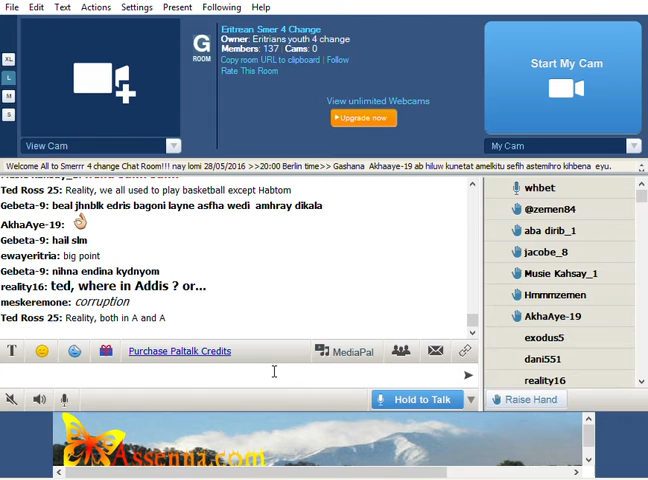 File Edit Text Actions Settings Present Following Help
XL
L
M
S
View Cam
G
ROOM
Eritrean Smer 4 Change
Owner: Eritrians youth 4 change
Members: 137 | Cams: 0
Copy room URL to clipboard | Follow
Rate This Room
View unlimited Webcams
Upgrade now
Start My Cam
My Cam
Welcome All to Smerrr 4 change Chat Room!!! nay lomi 28/05/2016 >>20:00 Berlin time>> Gashana Akhaaye-19 ab hiluw kunetat amelkitu sefih astemihro kihbena eyu.
Ted Ross 25: Reality, we all used to play basketball except Habtom
Gebeta-9: beal jhnblk edris bagoni layne asfha wedi amhray dikala
AkhaAye-19:
Gebeta-9: hail slm
ewayeritria: big point
Gebeta-9: nihna endina kydnyom
reality16: ted, where in Addis ? or...
meskeremone: corruption
Ted Ross 25: Reality, both in A and A
whbet
@zemen84
aba dirib_1
jacobe_8
Musie Kahsay_1
Hmmmzemen
AkhaAye-19
exodus5
dani551
reality16
T
Purchase Paltalk Credits
MediaPal
Hold to Talk
Raise Hand
Assenna.com